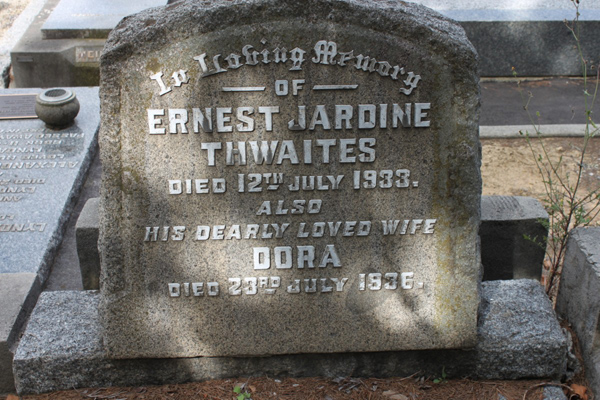 In Loving Memory
OF
ERNEST JARDINE
THWAITES
DIED 12TH JULY 1933.
ALSO
HIS DEARLY LOVED WIFE
DORA
DIED 23RD JULY 1936.